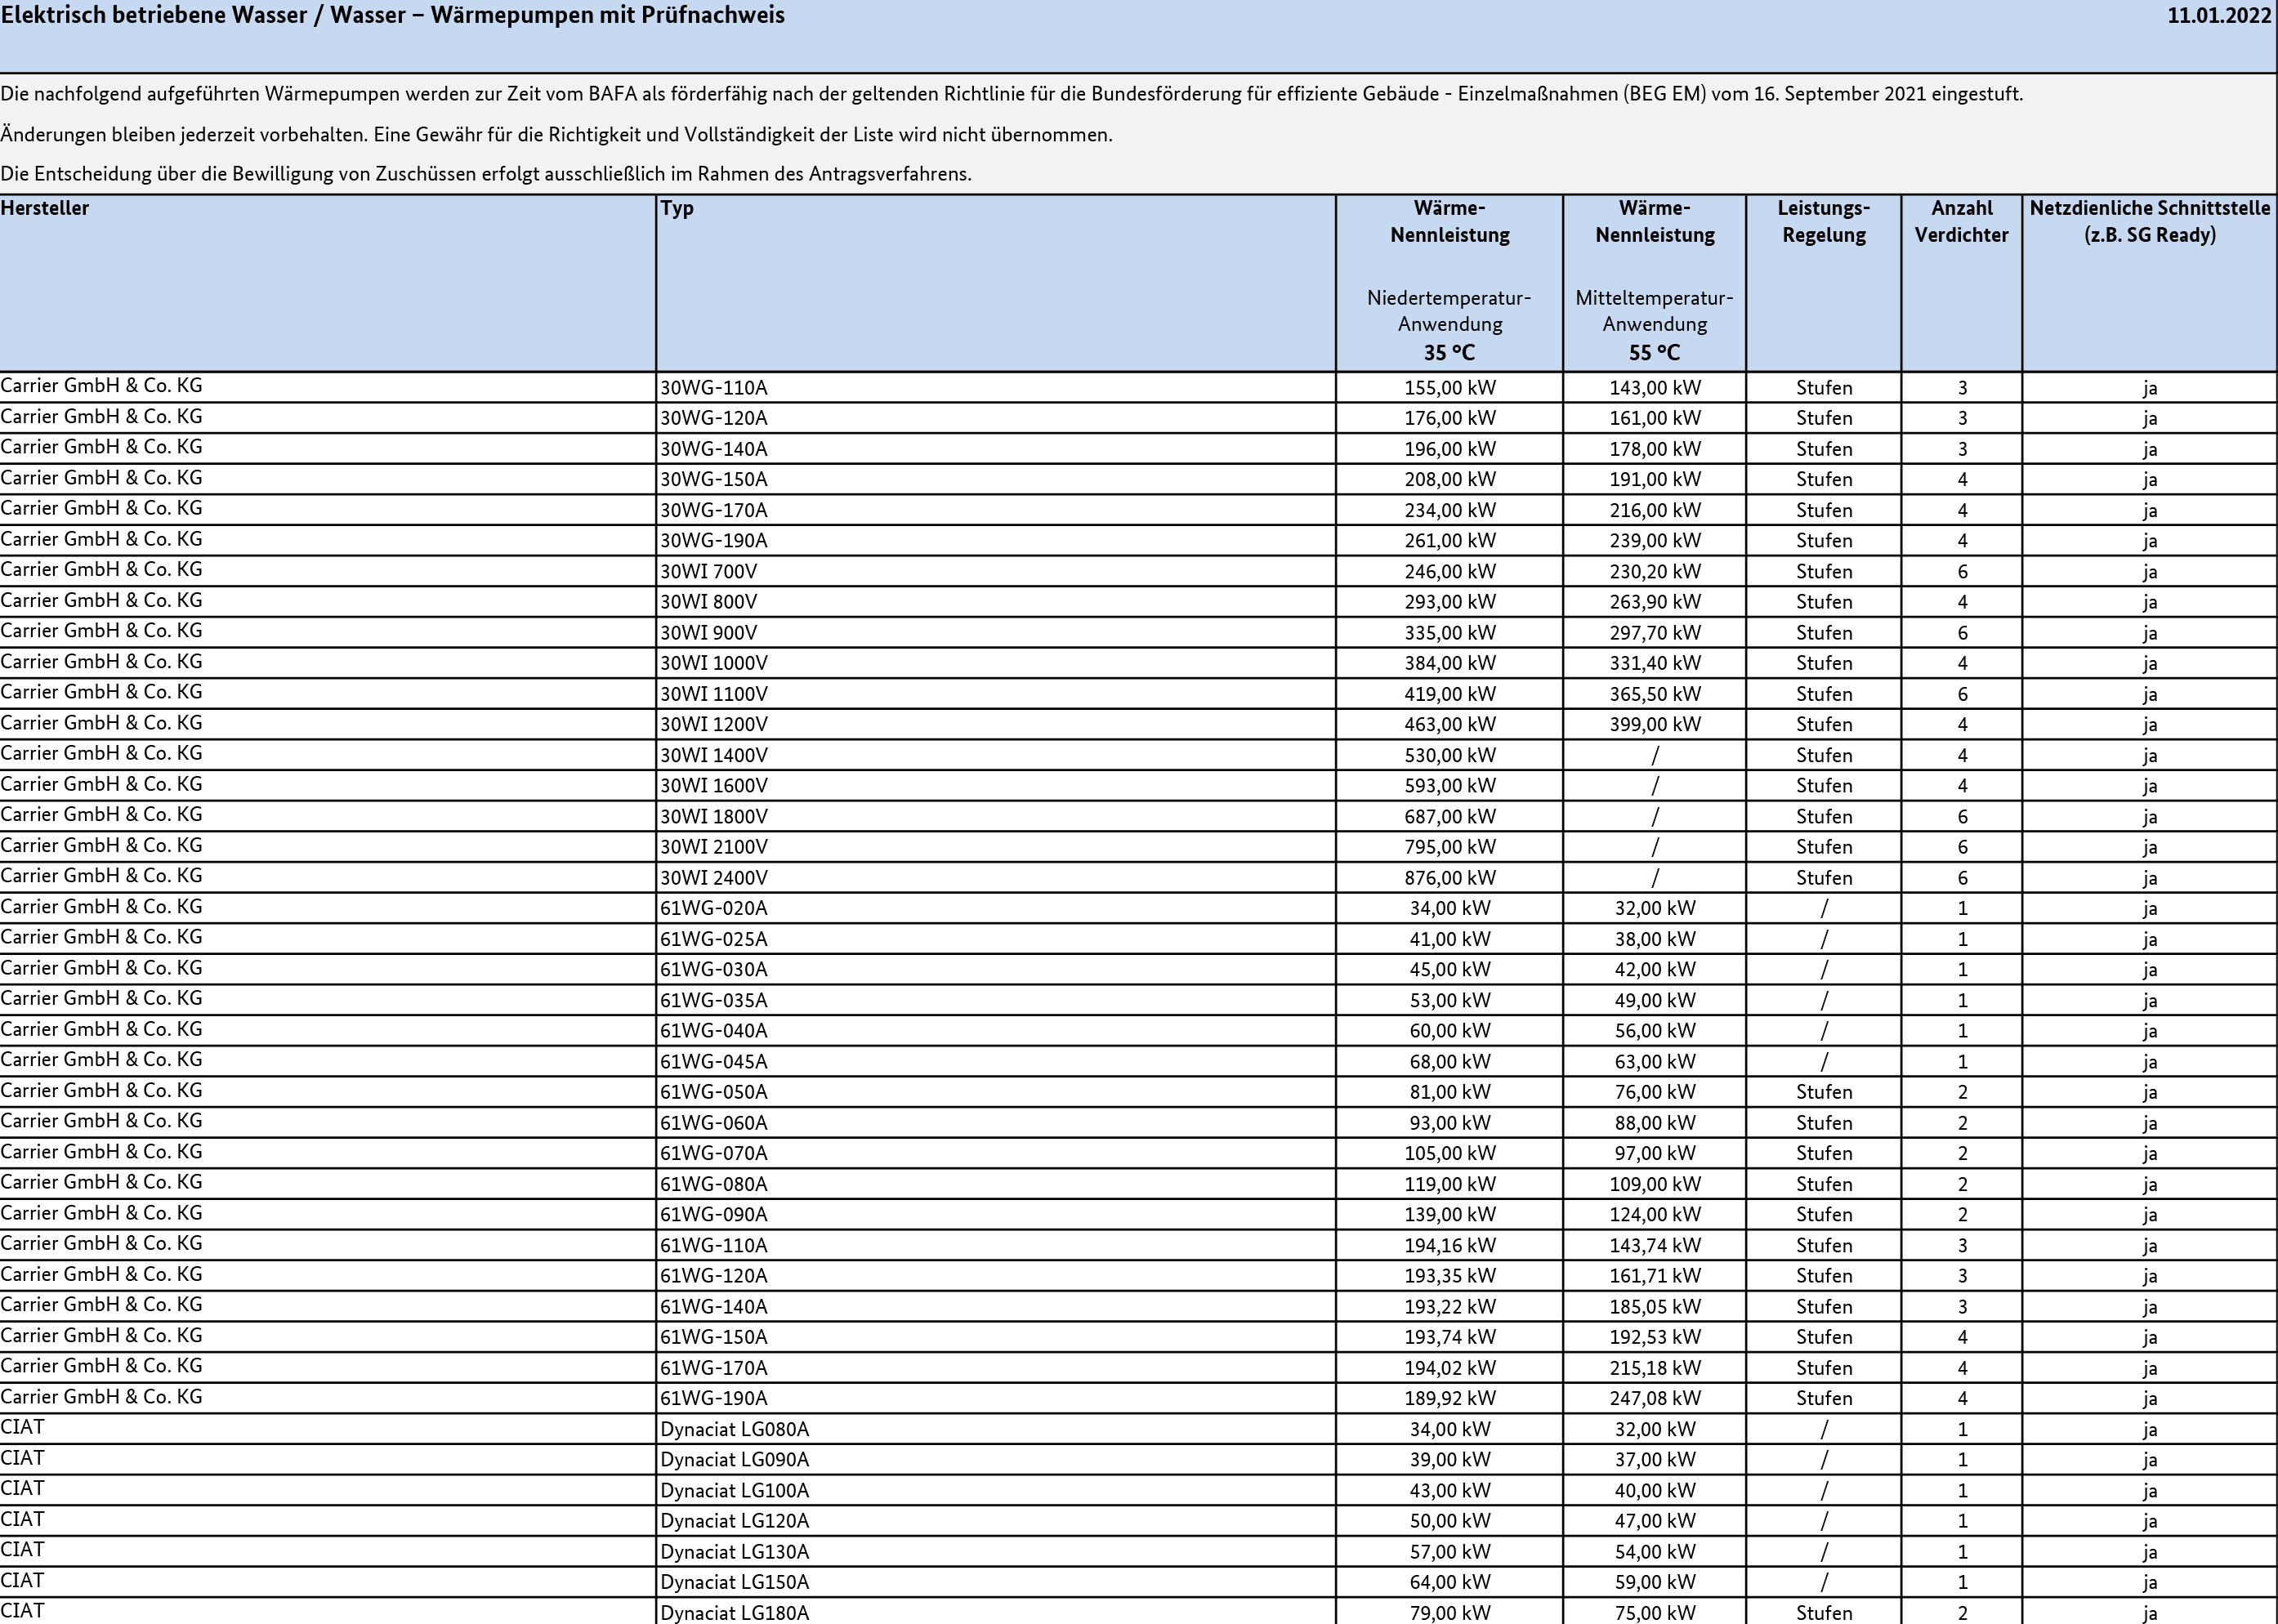 Elektrisch betriebene Wasser / Wasser – Wärmepumpen mit Prüfnachweis 11.01.2022
Die nachfolgend aufgeführten Wärmepumpen werden zur Zeit vom BAFA als förderfähig nach der geltenden Richtlinie für die Bundesförderung für effiziente Gebäude - Einzelmaßnahmen (BEG EM) vom 16. September 2021 eingestuft.
Änderungen bleiben jederzeit vorbehalten. Eine Gewähr für die Richtigkeit und Vollständigkeit der Liste wird nicht übernommen.
Die Entscheidung über die Bewilligung von Zuschüssen erfolgt ausschließlich im Rahmen des Antragsverfahrens.
Hersteller Typ Wärme- Wärme- Leistungs- Anzahl Netzdienliche Schnittstelle
Nennleistung Nennleistung Regelung Verdichter (z.B. SG Ready)
Niedertemperatur- Mitteltemperatur-
Anwendung Anwendung
35 °C 55 °C
Carrier GmbH & Co. KG 30WG-110A 155,00 kW 143,00 kW Stufen 3 ja
Carrier GmbH & Co. KG 30WG-120A 176,00 kW 161,00 kW Stufen 3 ja
Carrier GmbH & Co. KG 30WG-140A 196,00 kW 178,00 kW Stufen 3 ja
Carrier GmbH & Co. KG 30WG-150A 208,00 kW 191,00 kW Stufen 4 ja
Carrier GmbH & Co. KG 30WG-170A 234,00 kW 216,00 kW Stufen 4 ja
Carrier GmbH & Co. KG 30WG-190A 261,00 kW 239,00 kW Stufen 4 ja
Carrier GmbH & Co. KG 30WI 700V 246,00 kW 230,20 kW Stufen 6 ja
Carrier GmbH & Co. KG 30WI 800V 293,00 kW 263,90 kW Stufen 4 ja
Carrier GmbH & Co. KG 30WI 900V 335,00 kW 297,70 kW Stufen 6 ja
Carrier GmbH & Co. KG 30WI 1000V 384,00 kW 331,40 kW Stufen 4 ja
Carrier GmbH & Co. KG 30WI 1100V 419,00 kW 365,50 kW Stufen 6 ja
Carrier GmbH & Co. KG 30WI 1200V 463,00 kW 399,00 kW Stufen 4 ja
Carrier GmbH & Co. KG 30WI 1400V 530,00 kW / Stufen 4 ja
Carrier GmbH & Co. KG 30WI 1600V 593,00 kW / Stufen 4 ja
Carrier GmbH & Co. KG 30WI 1800V 687,00 kW / Stufen 6 ja
Carrier GmbH & Co. KG 30WI 2100V 795,00 kW / Stufen 6 ja
Carrier GmbH & Co. KG 30WI 2400V 876,00 kW / Stufen 6 ja
Carrier GmbH & Co. KG 61WG-020A 34,00 kW 32,00 kW / 1 ja
Carrier GmbH & Co. KG 61WG-025A 41,00 kW 38,00 kW / 1 ja
Carrier GmbH & Co. KG 61WG-030A 45,00 kW 42,00 kW / 1 ja
Carrier GmbH & Co. KG 61WG-035A 53,00 kW 49,00 kW / 1 ja
Carrier GmbH & Co. KG 61WG-040A 60,00 kW 56,00 kW / 1 ja
Carrier GmbH & Co. KG 61WG-045A 68,00 kW 63,00 kW / 1 ja
Carrier GmbH & Co. KG 61WG-050A 81,00 kW 76,00 kW Stufen 2 ja
Carrier GmbH & Co. KG 61WG-060A 93,00 kW 88,00 kW Stufen 2 ja
Carrier GmbH & Co. KG 61WG-070A 105,00 kW 97,00 kW Stufen 2 ja
Carrier GmbH & Co. KG 61WG-080A 119,00 kW 109,00 kW Stufen 2 ja
Carrier GmbH & Co. KG 61WG-090A 139,00 kW 124,00 kW Stufen 2 ja
Carrier GmbH & Co. KG 61WG-110A 194,16 kW 143,74 kW Stufen 3 ja
Carrier GmbH & Co. KG 61WG-120A 193,35 kW 161,71 kW Stufen 3 ja
Carrier GmbH & Co. KG 61WG-140A 193,22 kW 185,05 kW Stufen 3 ja
Carrier GmbH & Co. KG 61WG-150A 193,74 kW 192,53 kW Stufen 4 ja
Carrier GmbH & Co. KG 61WG-170A 194,02 kW 215,18 kW Stufen 4 ja
Carrier GmbH & Co. KG 61WG-190A 189,92 kW 247,08 kW Stufen 4 ja
CIAT Dynaciat LG080A 34,00 kW 32,00 kW / 1 ja
CIAT Dynaciat LG090A 39,00 kW 37,00 kW / 1 ja
CIAT Dynaciat LG100A 43,00 kW 40,00 kW / 1 ja
CIAT Dynaciat LG120A 50,00 kW 47,00 kW / 1 ja
CIAT Dynaciat LG130A 57,00 kW 54,00 kW / 1 ja
CIAT Dynaciat LG150A 64,00 kW 59,00 kW / 1 ja
CIAT Dynaciat LG180A 79,00 kW 75,00 kW Stufen 2 ja